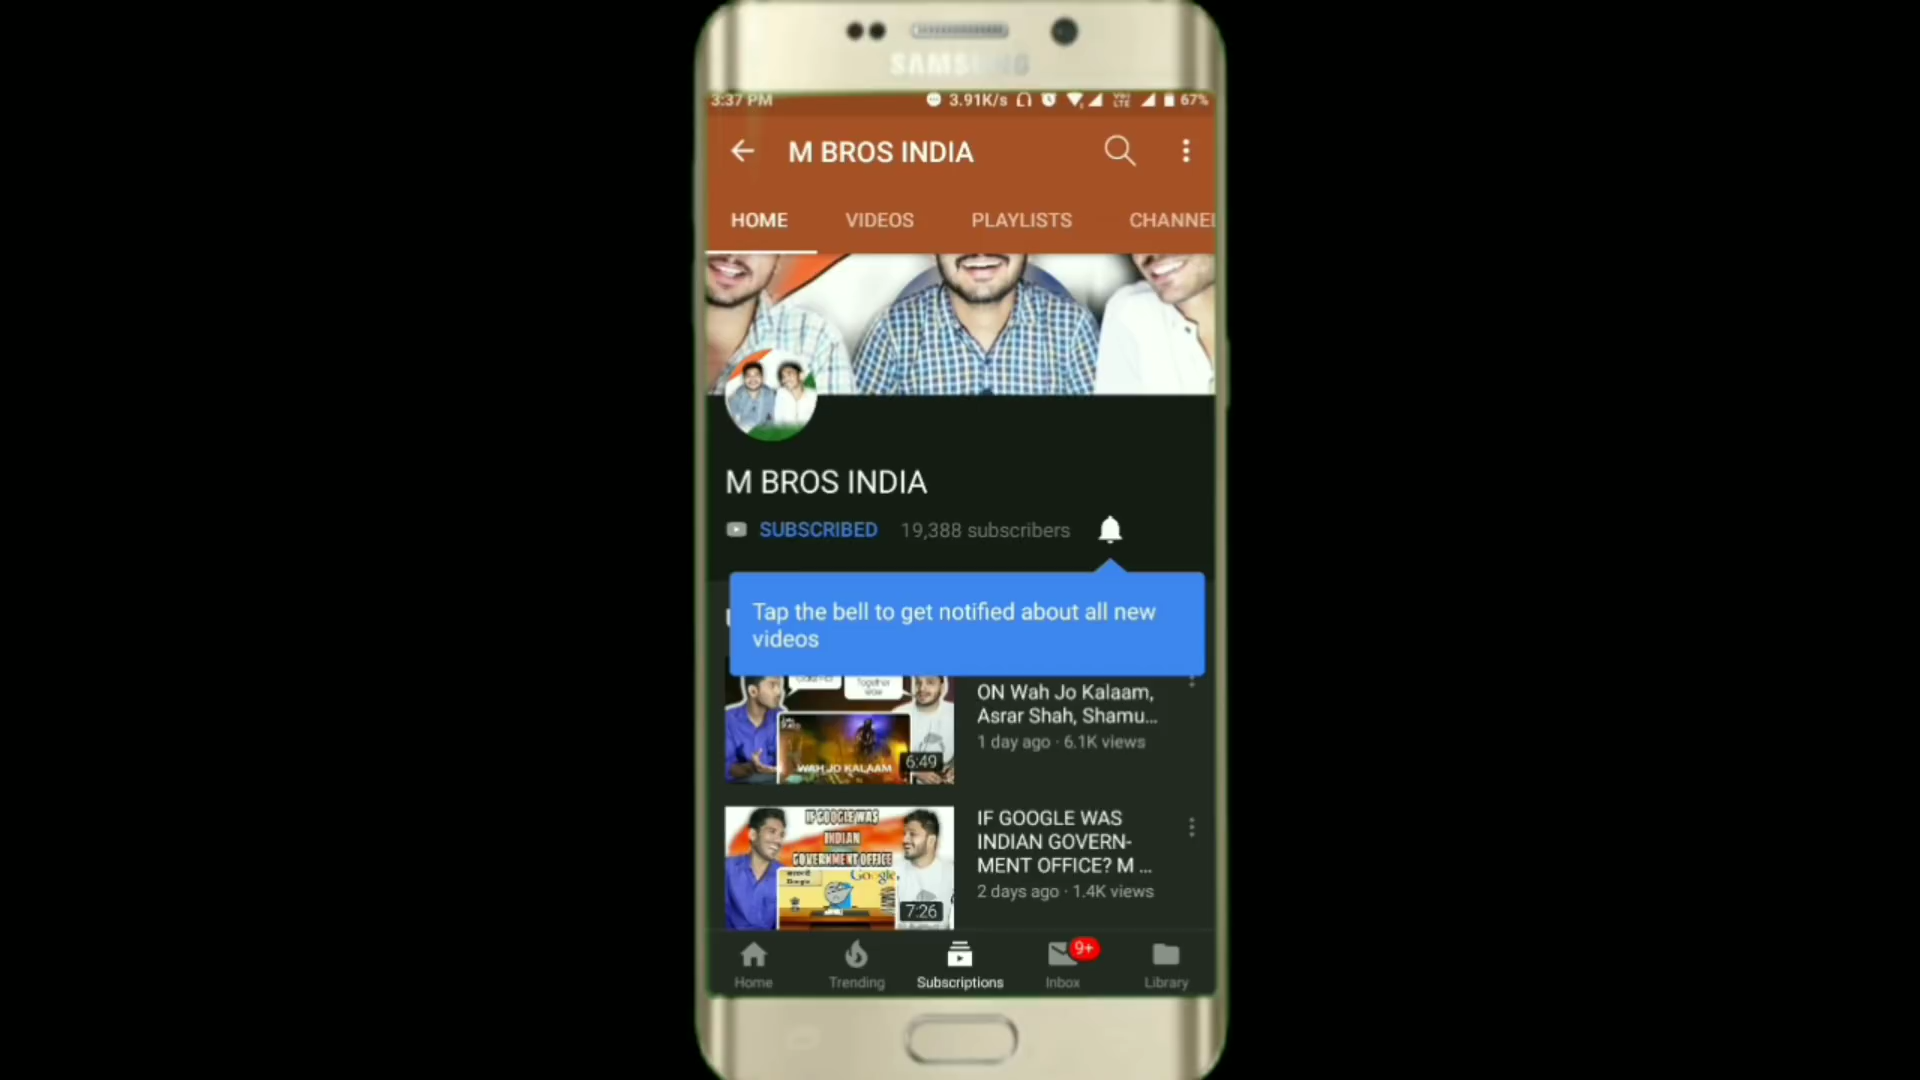 SAMSUNG
3:37 PM
3.91K/s
VoLTE
67%
M BROS INDIA
HOME VIDEOS PLAYLISTS CHANNEL
M BROS INDIA
SUBSCRIBED 19,388 subscribers
Tap the bell to get notified about all new
videos
Together
WAH JO KALAAM
6:49
ON Wah Jo Kalaam,
Asrar Shah, Shamu...
1 day ago · 6.1K views
IF GOOGLE WAS
INDIAN
GOVERNMENT OFFICE
Google
7:26
IF GOOGLE WAS
INDIAN GOVERN-
MENT OFFICE? M ...
2 days ago · 1.4K views
9+
Home Trending Subscriptions Inbox Library